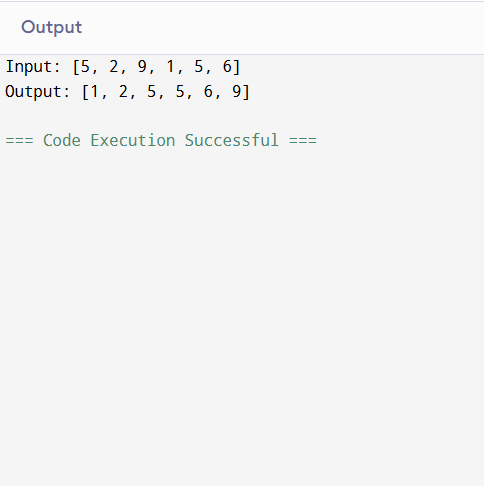 Output
Input: [5, 2, 9, 1, 5, 6]
Output: [1, 2, 5, 5, 6, 9]
=== Code Execution Successful ===